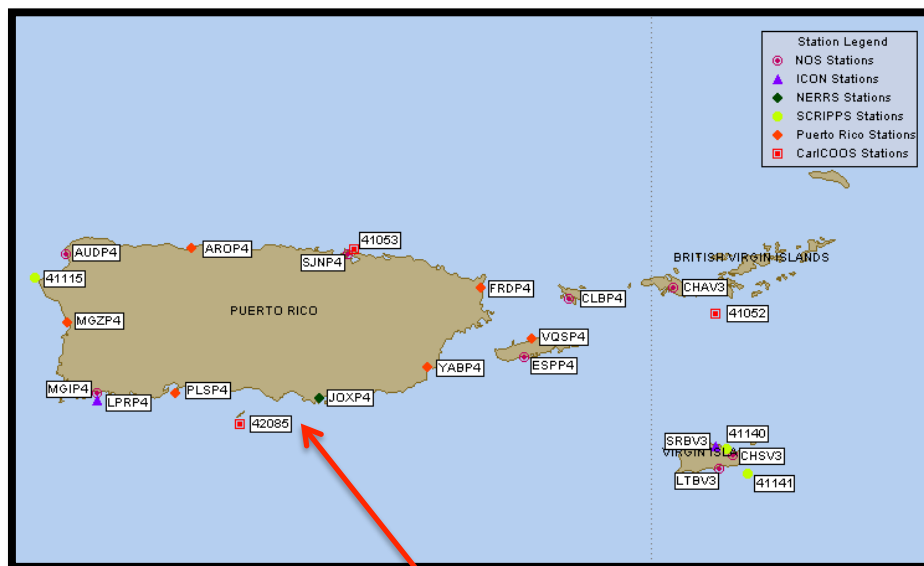 Station Legend
NOS Stations
ICON Stations
NERRS Stations
SCRIPPS Stations
Puerto Rico Stations
CarICOOS Stations
41053
AUDP4
AROP4
SJNP4
BRITISH VIRGIN ISLANDS
41115
FRDP4
CHAV3
CLBP4
PUERTO RICO
41052
MGZP4
VQSP4
ESPP4
YABP4
MGIP4
LPRP4
PLSP4
JOXP4
42085
SRBV3
41140
VIRGIN ISLA
CHSV3
LTBV3
41141